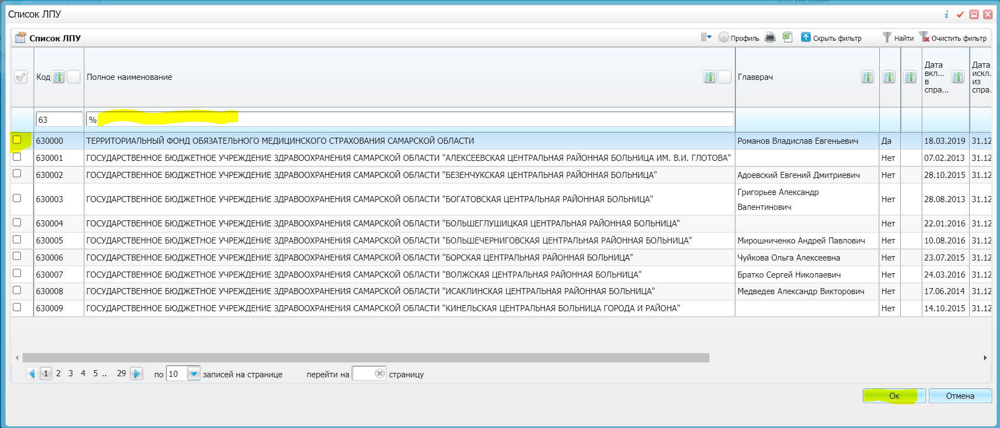 САМАРСКОЙ ОБЛАСТИ
ЛПУ: Тестовое
Список ЛПУ
Список ЛПУ
Профиль
Скрыть фильтр
Найти
Очистить фильтр
Код
Полное наименование
Главврач
Дата вкл... в спра...
Дата искл. из спра.
63
%
630000 ТЕРРИТОРИАЛЬНЫЙ ФОНД ОБЯЗАТЕЛЬНОГО МЕДИЦИНСКОГО СТРАХОВАНИЯ САМАРСКОЙ ОБЛАСТИ Романов Владислав Евгеньевич Да 18.03.2019 31.12
630001 ГОСУДАРСТВЕННОЕ БЮДЖЕТНОЕ УЧРЕЖДЕНИЕ ЗДРАВООХРАНЕНИЯ САМАРСКОЙ ОБЛАСТИ "АЛЕКСЕЕВСКАЯ ЦЕНТРАЛЬНАЯ РАЙОННАЯ БОЛЬНИЦА ИМ. В.И. ГЛОТОВА" Нет 07.02.2013 31.12
630002 ГОСУДАРСТВЕННОЕ БЮДЖЕТНОЕ УЧРЕЖДЕНИЕ ЗДРАВООХРАНЕНИЯ САМАРСКОЙ ОБЛАСТИ "БЕЗЕНЧУКСКАЯ ЦЕНТРАЛЬНАЯ РАЙОННАЯ БОЛЬНИЦА" Адоевский Евгений Дмитриевич Нет 28.10.2015 31.12
630003 ГОСУДАРСТВЕННОЕ БЮДЖЕТНОЕ УЧРЕЖДЕНИЕ ЗДРАВООХРАНЕНИЯ САМАРСКОЙ ОБЛАСТИ "БОГАТОВСКАЯ ЦЕНТРАЛЬНАЯ РАЙОННАЯ БОЛЬНИЦА" Григорьев Александр Валентинович Нет 28.08.2013 31.12
630004 ГОСУДАРСТВЕННОЕ БЮДЖЕТНОЕ УЧРЕЖДЕНИЕ ЗДРАВООХРАНЕНИЯ САМАРСКОЙ ОБЛАСТИ "БОЛЬШЕГЛУШИЦКАЯ ЦЕНТРАЛЬНАЯ РАЙОННАЯ БОЛЬНИЦА" Нет 22.01.2016 31.12
630005 ГОСУДАРСТВЕННОЕ БЮДЖЕТНОЕ УЧРЕЖДЕНИЕ ЗДРАВООХРАНЕНИЯ САМАРСКОЙ ОБЛАСТИ "БОЛЬШЕЧЕРНИГОВСКАЯ ЦЕНТРАЛЬНАЯ РАЙОННАЯ БОЛЬНИЦА" Мирошниченко Андрей Павлович Нет 10.08.2016 31.12
630006 ГОСУДАРСТВЕННОЕ БЮДЖЕТНОЕ УЧРЕЖДЕНИЕ ЗДРАВООХРАНЕНИЯ САМАРСКОЙ ОБЛАСТИ "БОРСКАЯ ЦЕНТРАЛЬНАЯ РАЙОННАЯ БОЛЬНИЦА" Чуйкова Ольга Алексеевна Нет 23.07.2015 31.12
630007 ГОСУДАРСТВЕННОЕ БЮДЖЕТНОЕ УЧРЕЖДЕНИЕ ЗДРАВООХРАНЕНИЯ САМАРСКОЙ ОБЛАСТИ "ВОЛЖСКАЯ ЦЕНТРАЛЬНАЯ РАЙОННАЯ БОЛЬНИЦА" Братко Сергей Николаевич Нет 24.03.2016 31.12
630008 ГОСУДАРСТВЕННОЕ БЮДЖЕТНОЕ УЧРЕЖДЕНИЕ ЗДРАВООХРАНЕНИЯ САМАРСКОЙ ОБЛАСТИ "ИСАКЛИНСКАЯ ЦЕНТРАЛЬНАЯ РАЙОННАЯ БОЛЬНИЦА" Медведев Александр Викторович Нет 17.06.2014 31.12
630009 ГОСУДАРСТВЕННОЕ БЮДЖЕТНОЕ УЧРЕЖДЕНИЕ ЗДРАВООХРАНЕНИЯ САМАРСКОЙ ОБЛАСТИ "КИНЕЛЬСКАЯ ЦЕНТРАЛЬНАЯ БОЛЬНИЦА ГОРОДА И РАЙОНА" Нет 14.10.2015 31.12
1 2 3 4 5 .. 29 по 10 записей на странице перейти на страницу
Ок Отмена